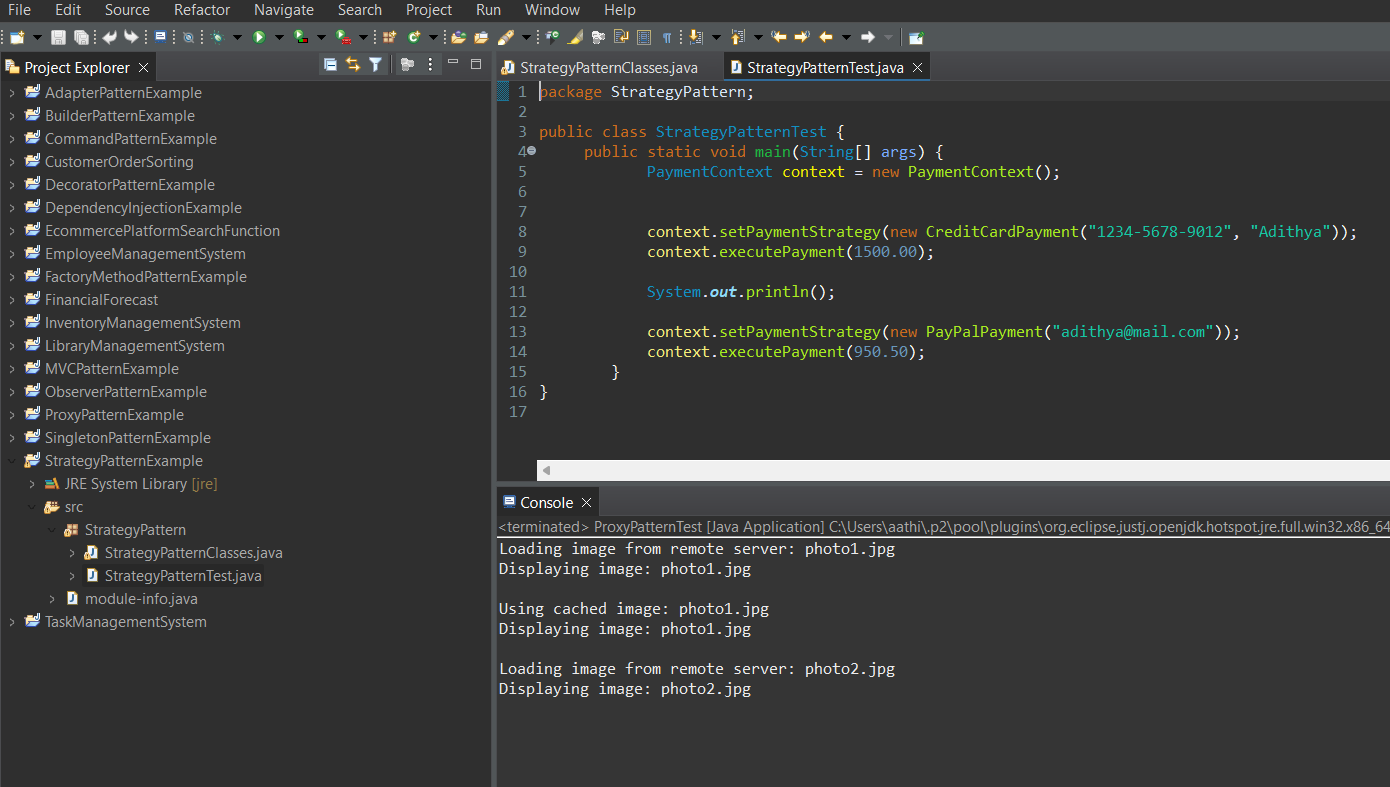 File Edit Source Refactor Navigate Search Project Run Window Help
Project Explorer
AdapterPatternExample
BuilderPatternExample
CommandPatternExample
CustomerOrderSorting
DecoratorPatternExample
DependencyInjectionExample
EcommercePlatformSearchFunction
EmployeeManagementSystem
FactoryMethodPatternExample
FinancialForecast
InventoryManagementSystem
LibraryManagementSystem
MVCPatternExample
ObserverPatternExample
ProxyPatternExample
SingletonPatternExample
StrategyPatternExample
JRE System Library [jre]
src
StrategyPattern
StrategyPatternClasses.java
StrategyPatternTest.java
module-info.java
TaskManagementSystem
StrategyPatternClasses.java StrategyPatternTest.java
1 package StrategyPattern;
2
3 public class StrategyPatternTest {
4 public static void main(String[] args) {
5 PaymentContext context = new PaymentContext();
6
7
8 context.setPaymentStrategy(new CreditCardPayment("1234-5678-9012", "Adithya"));
9 context.executePayment(1500.00);
10
11 System.out.println();
12
13 context.setPaymentStrategy(new PayPalPayment("adithya@mail.com"));
14 context.executePayment(950.50);
15 }
16 }
17
Console
<terminated> ProxyPatternTest [Java Application] C:\Users\aathi\.p2\pool\plugins\org.eclipse.justj.openjdk.hotspot.jre.full.win32.x86_64
Loading image from remote server: photo1.jpg
Displaying image: photo1.jpg
Using cached image: photo1.jpg
Displaying image: photo1.jpg
Loading image from remote server: photo2.jpg
Displaying image: photo2.jpg